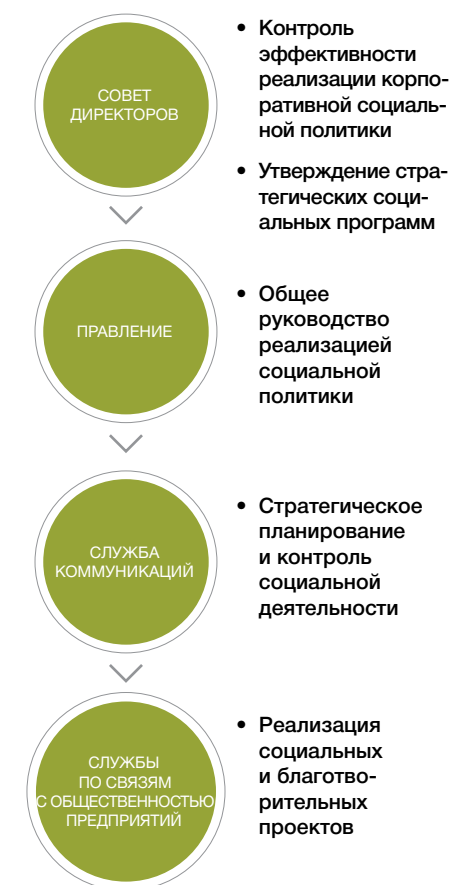 СОВЕТ
ДИРЕКТОРОВ
• Контроль
эффективности
реализации корпо-
ративной социаль-
ной политики
• Утверждение стра-
тегических соци-
альных программ
ПРАВЛЕНИЕ
• Общее
руководство
реализацией
социальной
политики
СЛУЖБА
КОММУНИКАЦИЙ
• Стратегическое
планирование
и контроль
социальной
деятельности
СЛУЖБЫ
ПО СВЯЗЯМ
С ОБЩЕСТВЕННОСТЬЮ
ПРЕДПРИЯТИЙ
• Реализация
социальных
и благотво-
рительных
проектов